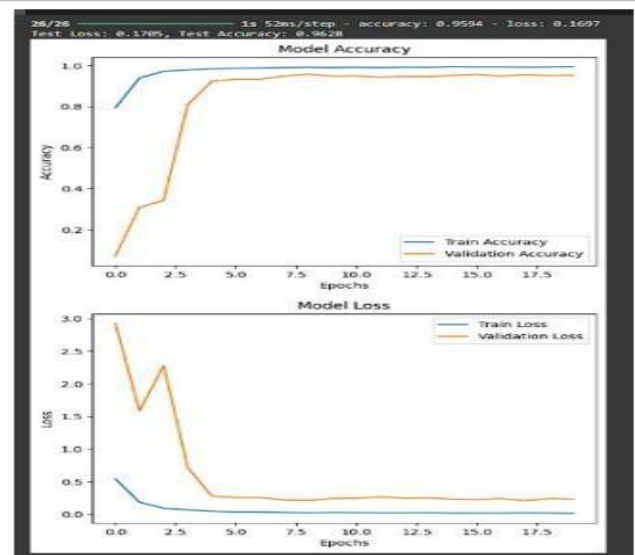 26/26 1s 52ms/step - accuracy: 0.9594 - loss: 0.1697
Test Loss: 0.1705, Test Accuracy: 0.9628
Model Accuracy
1.0
0.8
0.6
0.4
0.2
Accuracy
Train Accuracy
Validation Accuracy
0.0 2.5 5.0 7.5 10.0 12.5 15.0 17.5
Epochs
Model Loss
3.0
2.5
2.0
1.5
1.0
0.5
0.0
Loss
Train Loss
Validation Loss
0.0 2.5 5.0 7.5 10.0 12.5 15.0 17.5
Epochs